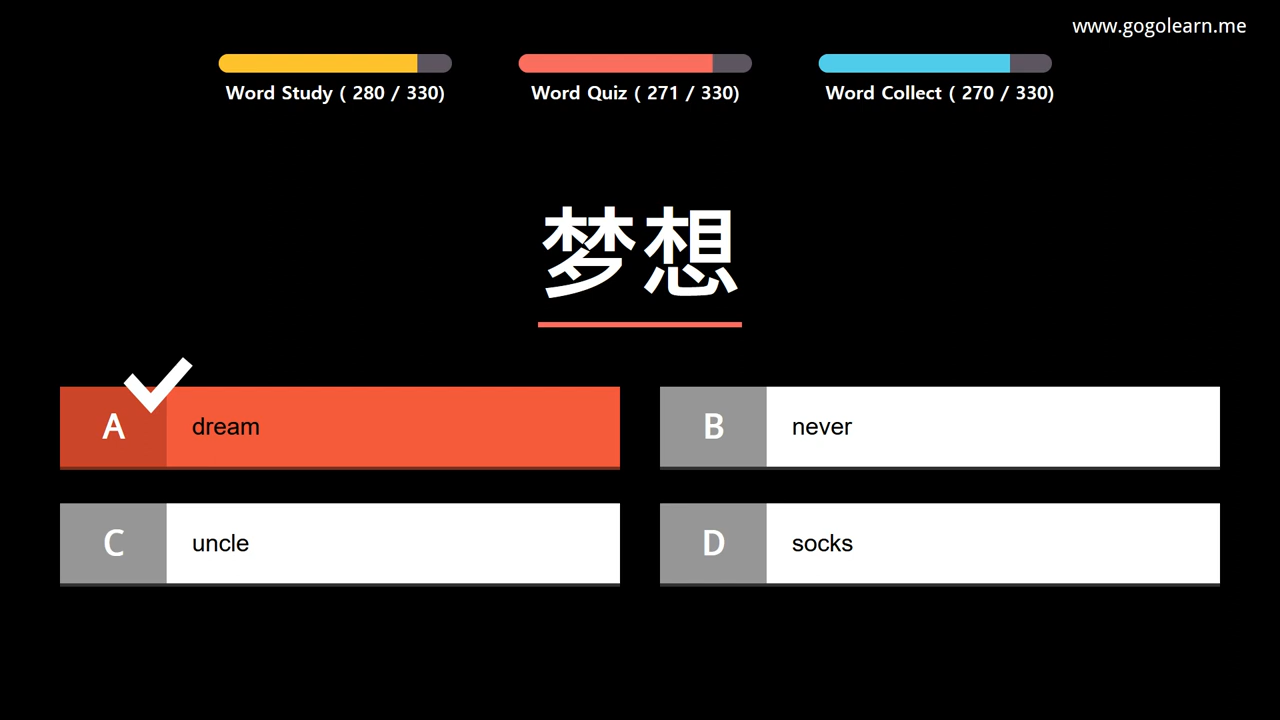 www.gogolearn.me
Word Study ( 280 / 330)
Word Quiz ( 271 / 330)
Word Collect ( 270 / 330)
梦想
A dream
B never
C uncle
D socks